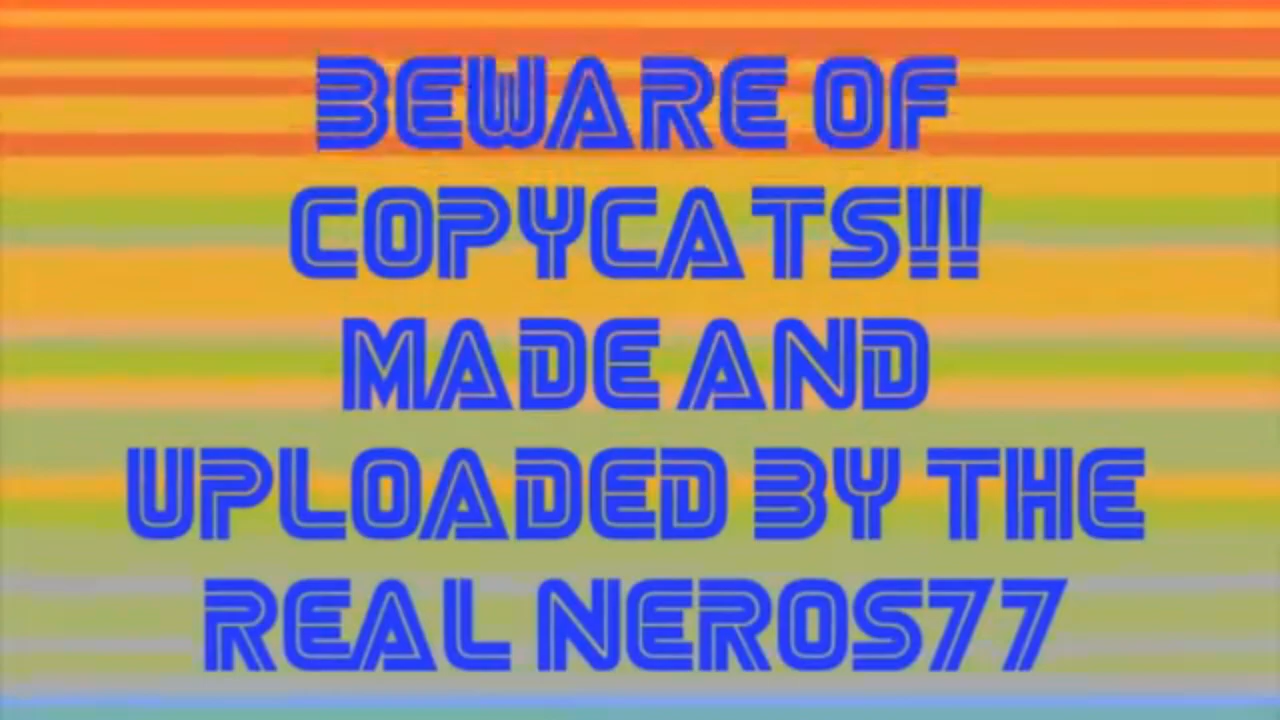 BEWARE OF
COPYCATS!!!
MADE AND
UPLOADED BY THE
REAL NEROS77